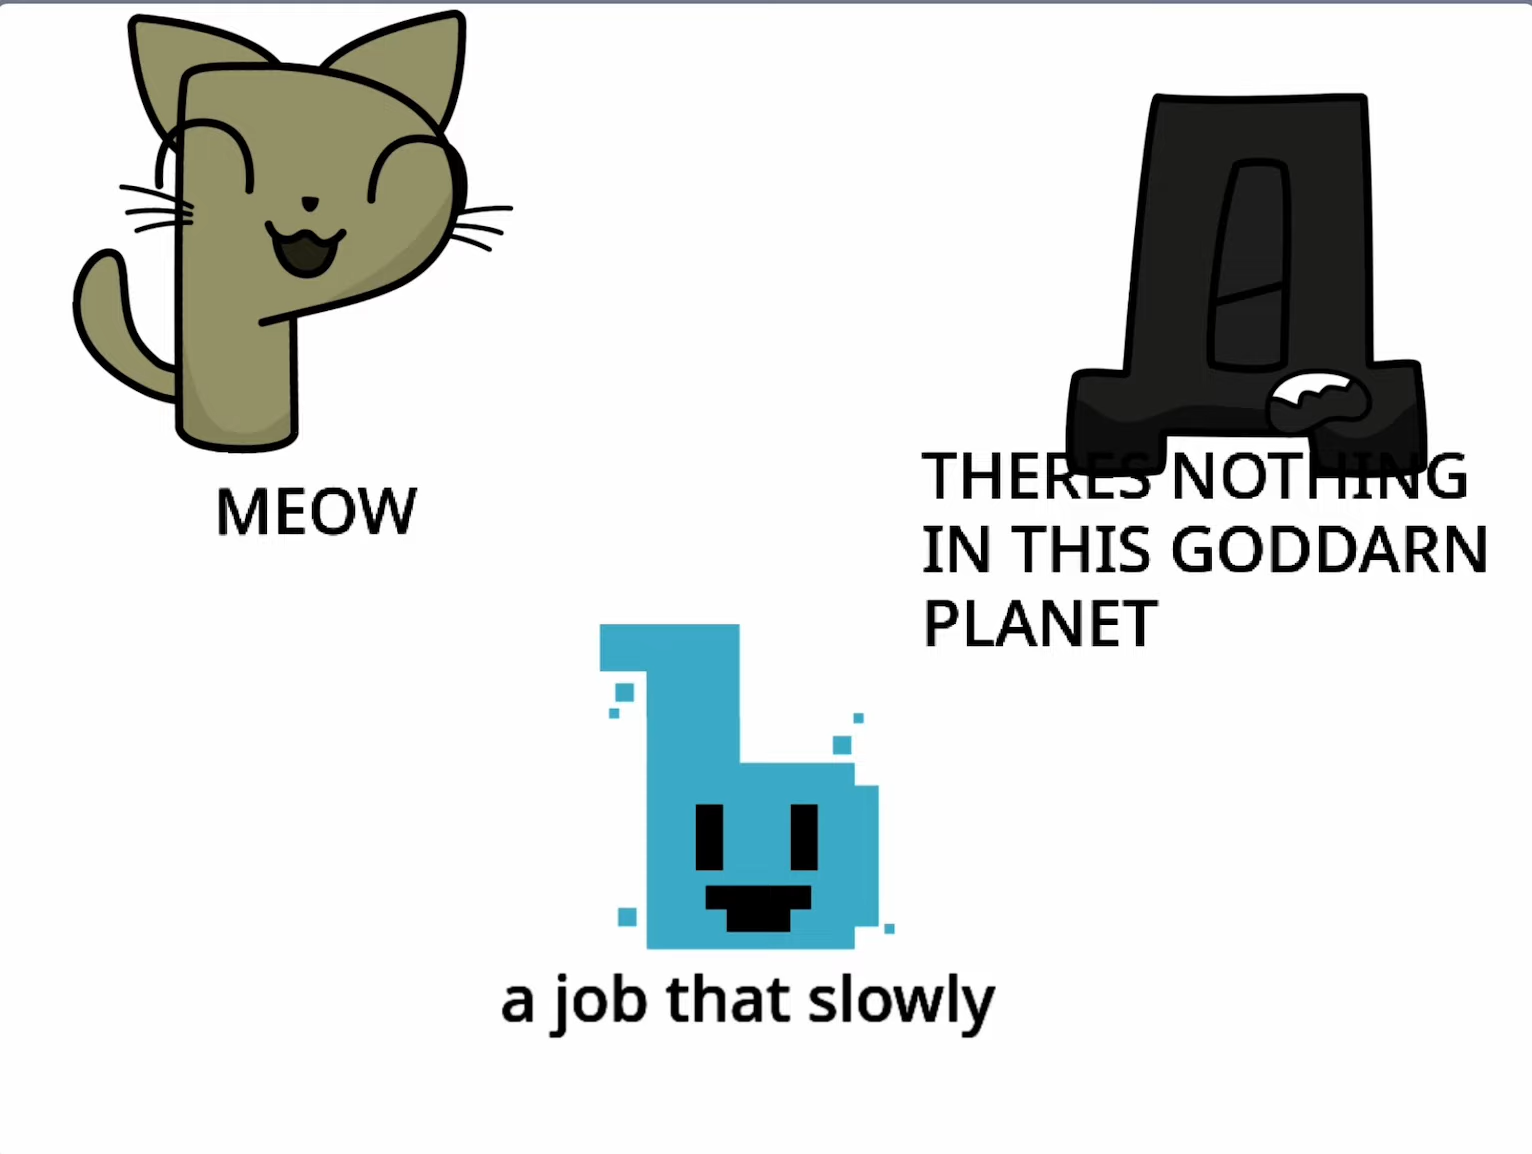 Р
Д
MEOW
THERES NOTHING
IN THIS GODDARN
PLANET
Ъ
a job that slowly